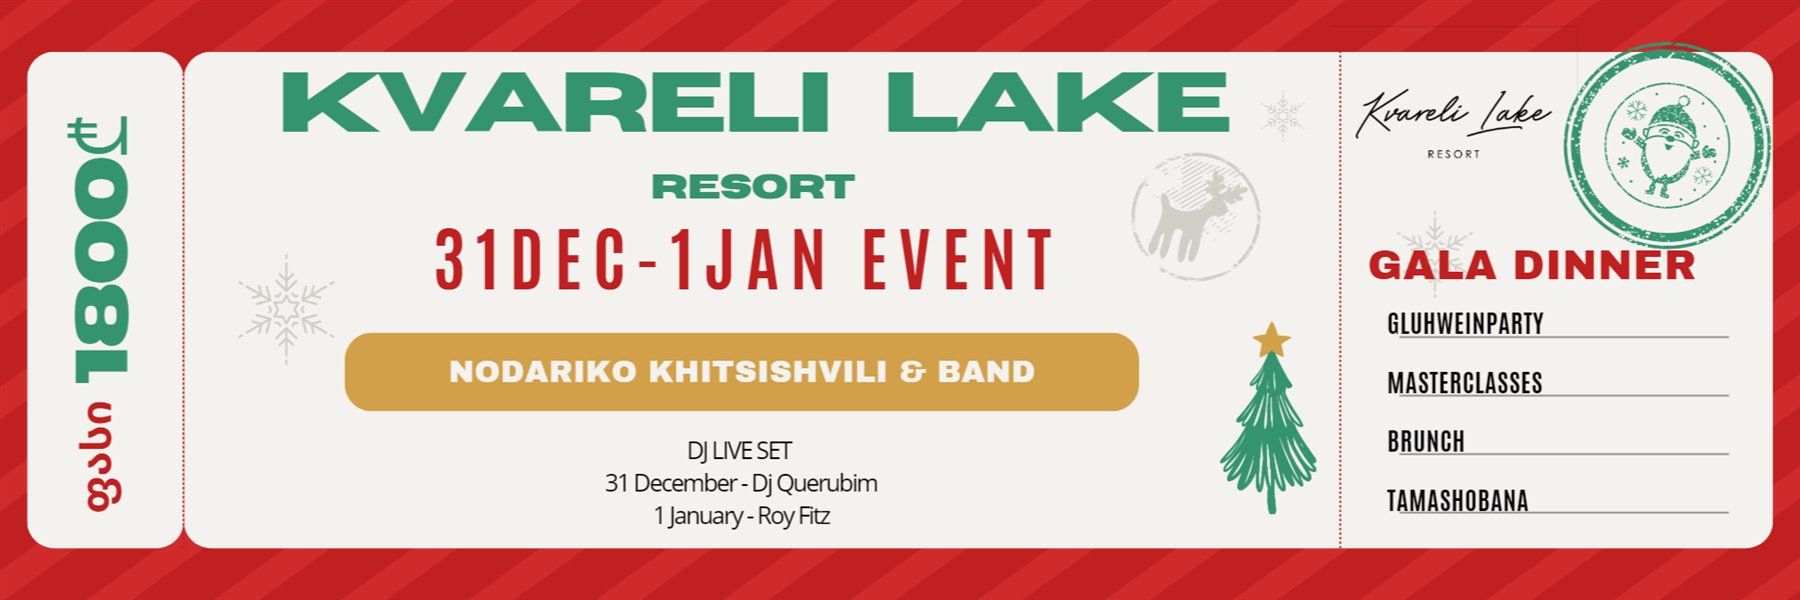 ფასი 1800₾
KVARELI LAKE
RESORT
31DEC-1JAN EVENT
NODARIKO KHITSISHVILI & BAND
DJ LIVE SET
31 December - Dj Querubim
1 January - Roy Fitz
Kvareli Lake
RESORT
GALA DINNER
GLUHWEINPARTY
MASTERCLASSES
BRUNCH
TAMASHOBANA